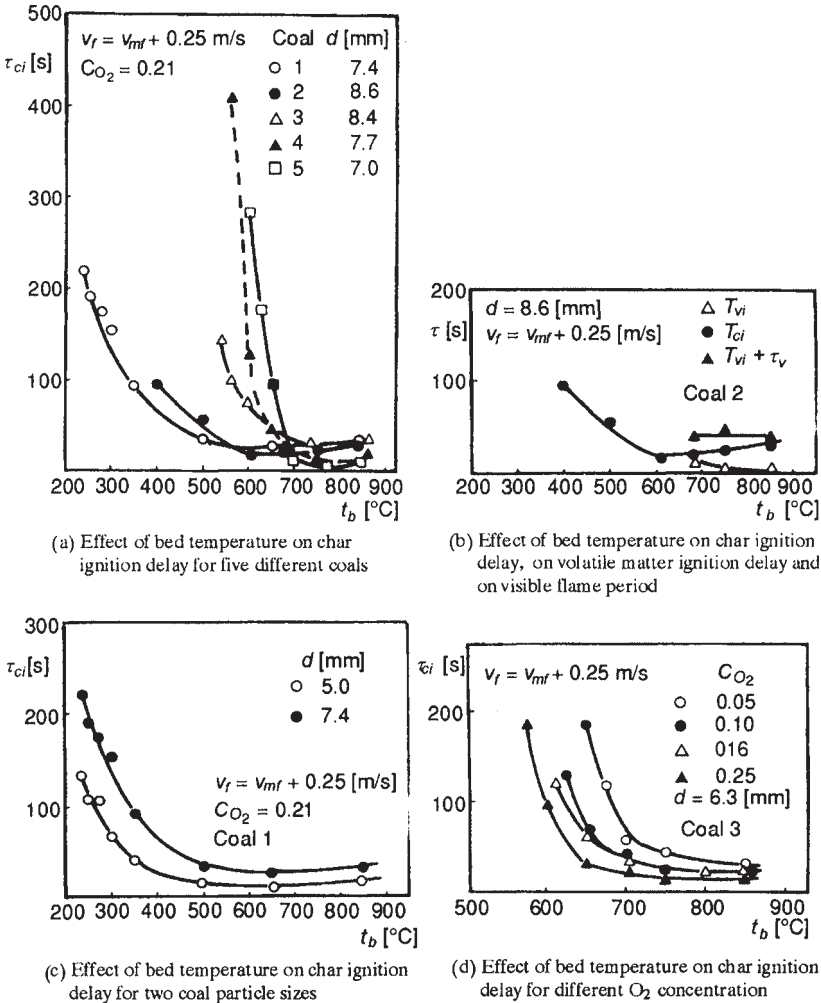 500
400
300
200
100
τci [s]
vf = vmf + 0.25 m/s
CO2 = 0.21
Coal d [mm]
1 7.4
2 8.6
3 8.4
4 7.7
5 7.0
200 300 400 500 600 700 800 900
tb [°C]
(a) Effect of bed temperature on char
ignition delay for five different coals
200
τ [s]
100
d = 8.6 [mm]
vf = vmf + 0.25 [m/s]
Tvi
Tci
Tvi + τv
Coal 2
200 300 400 500 600 700 800 900
tb [°C]
(b) Effect of bed temperature on char ignition
delay, on volatile matter ignition delay and
on visible flame period
300
τci [s]
200
100
d [mm]
5.0
7.4
vf = vmf + 0.25 [m/s]
CO2 = 0.21
Coal 1
200 300 400 500 600 700 800 900
tb [°C]
(c) Effect of bed temperature on char ignition
delay for two coal particle sizes
τci [s]
200
100
vf = vmf + 0.25 m/s
CO2
0.05
0.10
016
0.25
d = 6.3 [mm]
Coal 3
500 600 700 800 900
tb [°C]
(d) Effect of bed temperature on char ignition
delay for different O2 concentration